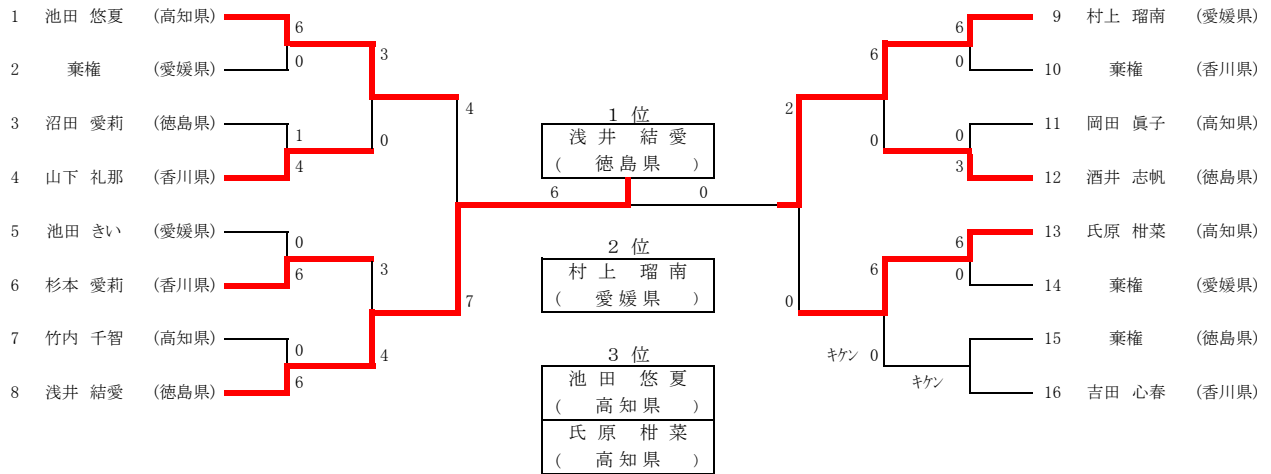 1 池田 悠夏 (高知県)
6
0
2 棄権 (愛媛県)
3
3 沼田 愛莉 (徳島県)
1
4
4 山下 礼那 (香川県)
0
4
5 池田 きい (愛媛県)
0
6
6 杉本 愛莉 (香川県)
3
7 竹内 千智 (高知県)
0
6
8 浅井 結愛 (徳島県)
4
7
6
0
1 位
浅 井 結 愛
( 徳島県 )
2 位
村 上 瑠 南
( 愛媛県 )
3 位
池 田 悠 夏
( 高知県 )
氏 原 柑 菜
( 高知県 )
9 村上 瑠南 (愛媛県)
6
0
10 棄権 (香川県)
6
11 岡田 眞子 (高知県)
0
3
12 酒井 志帆 (徳島県)
0
2
13 氏原 柑菜 (高知県)
6
0
14 棄権 (愛媛県)
6
0
15 棄権 (徳島県)
キケン 0
キケン
16 吉田 心春 (香川県)